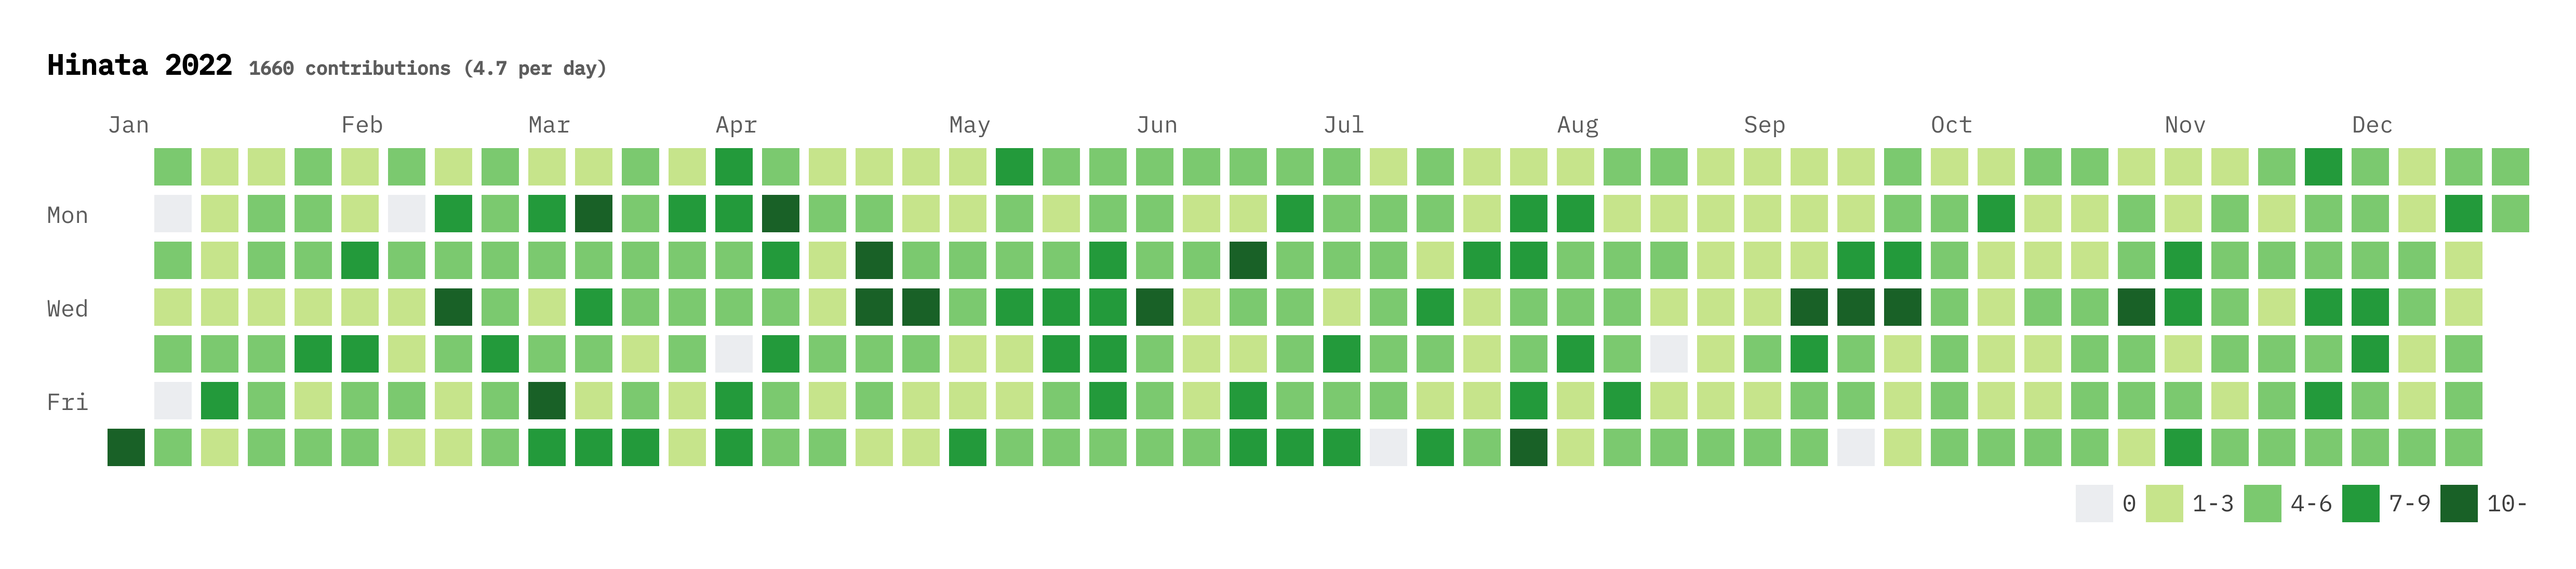 Hinata 2022 1660 contributions (4.7 per day)
Jan Feb Mar Apr May Jun Jul Aug Sep Oct Nov Dec
Mon
Wed
Fri
0 1-3 4-6 7-9 10-